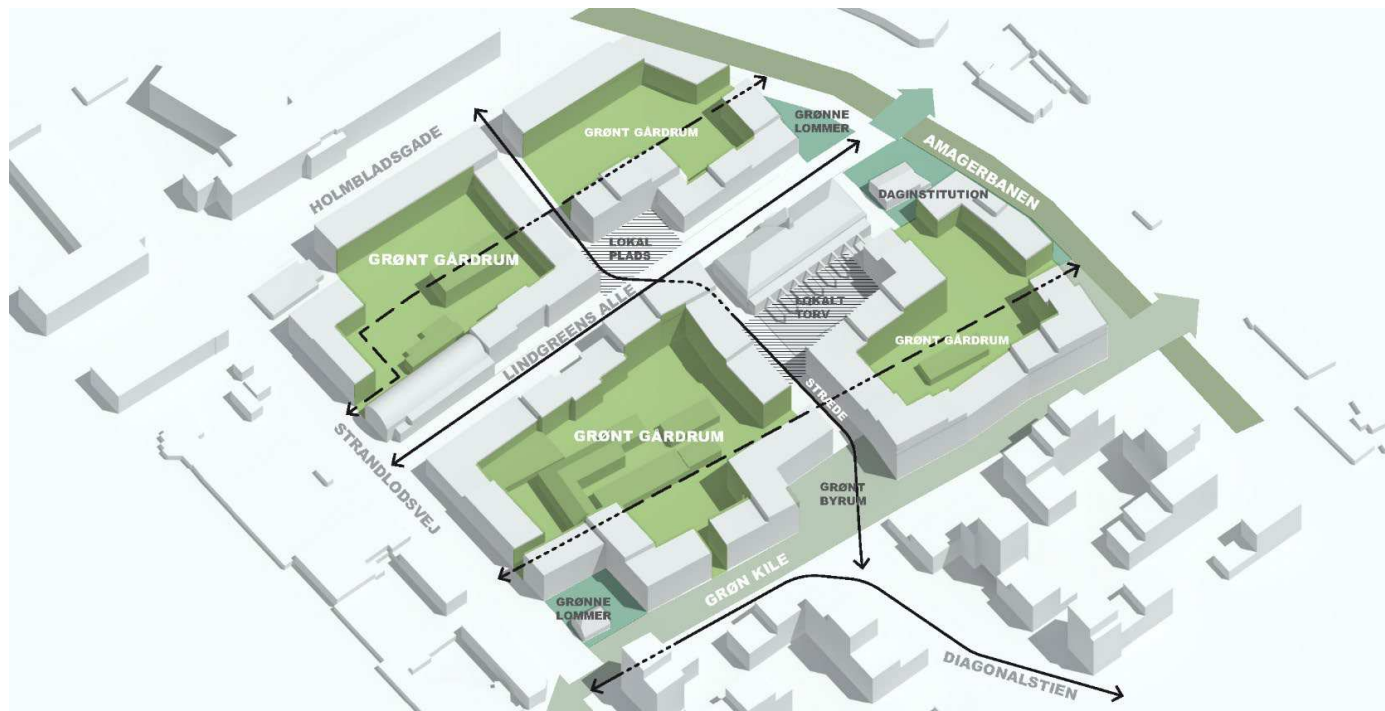 GRØNNE
LOMMER
GRØNT GÅRDRUM
AMAGERBANEN
HOLMBLADSGADE
DAGINSTITUTION
LOKAL
PLADS
GRØNT GÅRDRUM
LOKALT
TORV
LINDGREENS ALLE
GRØNT GÅRDRUM
STRÆDE
STRANDLODSVEJ
GRØNT GÅRDRUM
GRØNT
BYRUM
GRØN KILE
GRØNNE
LOMMER
DIAGONALSTIEN